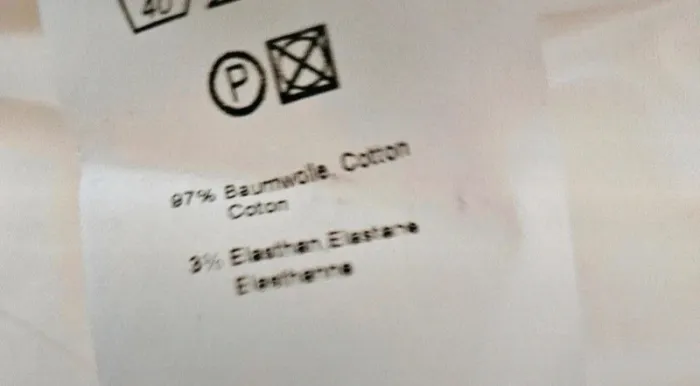 40
P
97% Baumwolle, Cotton
Coton
3% Elasthan, Elastane
Elasthanne